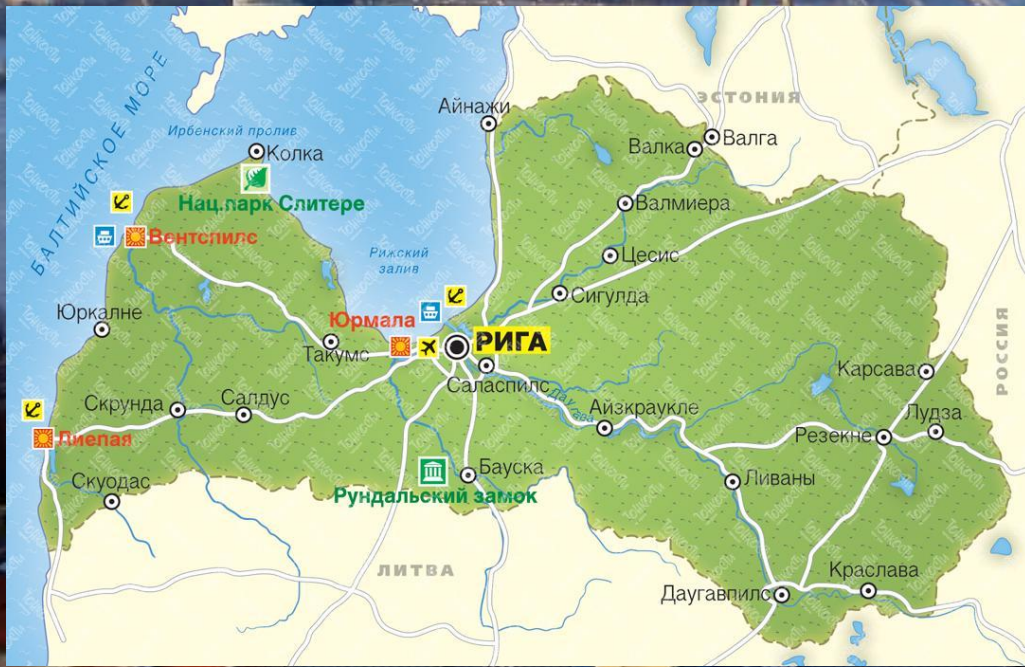 БАЛТИЙСКОЕ МОРЕ
Ирбенский пролив
Колка
Нац.парк Слитере
Вентспилс
Рижский
залив
Айнажи
ЭСТОНИЯ
Валка
Валга
Валмиера
Цесис
Сигулда
Юркалне
Такумс
Юрмала
РИГА
Саласпилс
Даугава
Айзкраукле
РОССИЯ
Карсава
Лудза
Резекне
Скрунда
Салдус
Лиепая
Скуодас
Бауска
Рундальский замок
Ливаны
ЛИТВА
Даугавпилс
Краслава